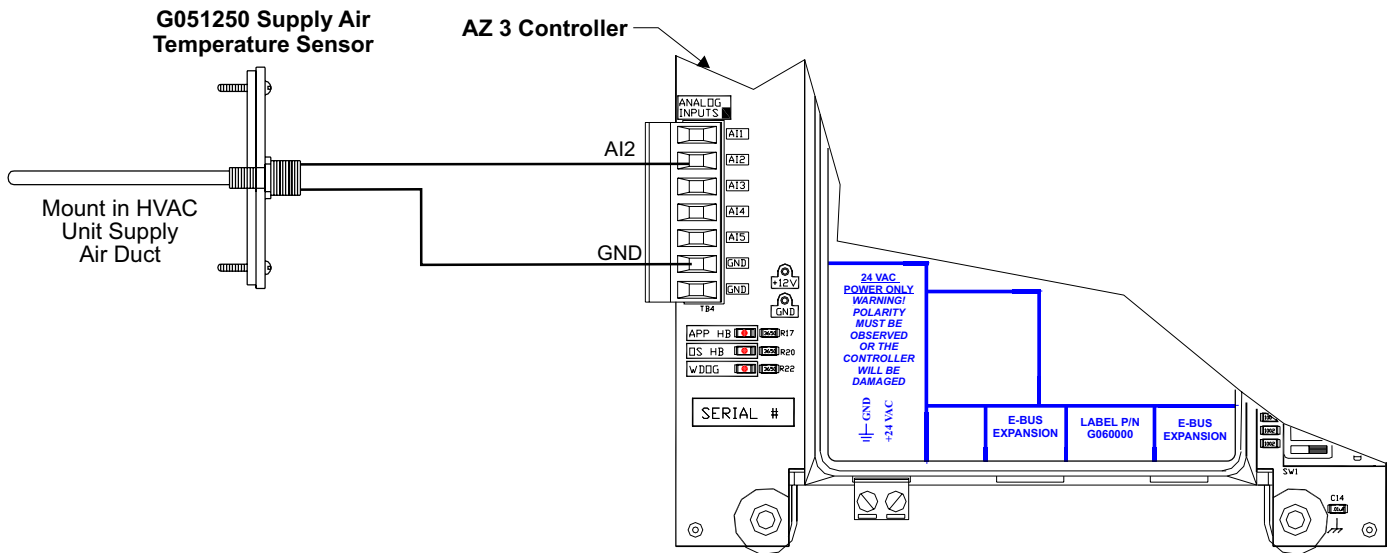 G051250 Supply Air
Temperature Sensor
AZ 3 Controller
Mount in HVAC
Unit Supply
Air Duct
AI2
GND
ANALOG
INPUTS
AI1
AI2
AI3
AI4
AI5
GND
GND
TB4
+12V
GND
APP HB R17
OS HB R20
WDOG R22
SERIAL #
24 VAC
POWER ONLY
WARNING!
POLARITY
MUST BE
OBSERVED
OR THE
CONTROLLER
WILL BE
DAMAGED
GND
+24 VAC
E-BUS
EXPANSION
LABEL P/N
G060000
E-BUS
EXPANSION
SW1
C14